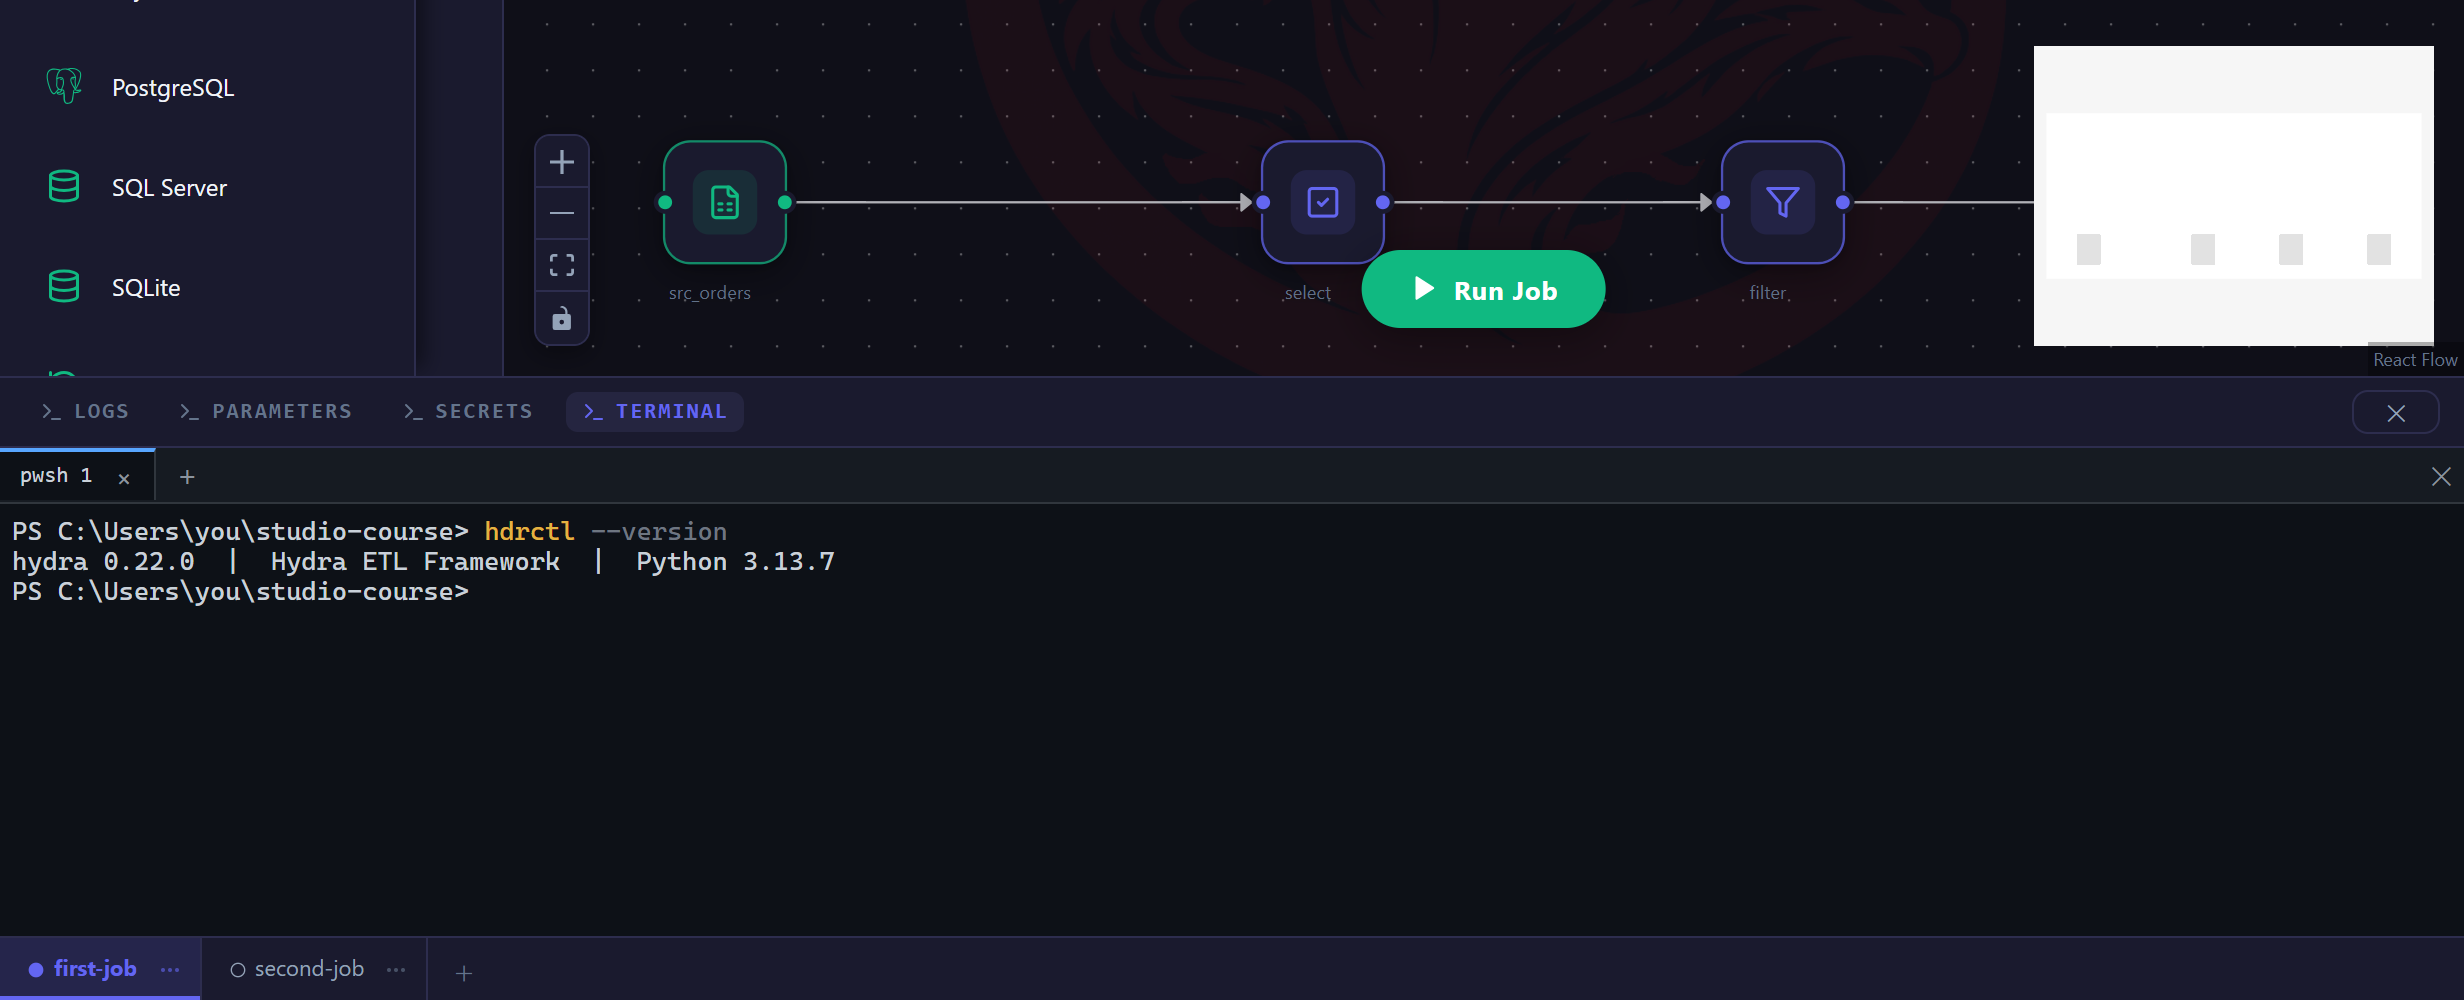 PostgreSQL
SQL Server
SQLite
src_orders
select
Run Job
filter
React Flow
LOGS
PARAMETERS
SECRETS
TERMINAL
pwsh 1
PS C:\Users\you\studio-course> hdrctl --version
hydra 0.22.0 | Hydra ETL Framework | Python 3.13.7
PS C:\Users\you\studio-course>
first-job
second-job